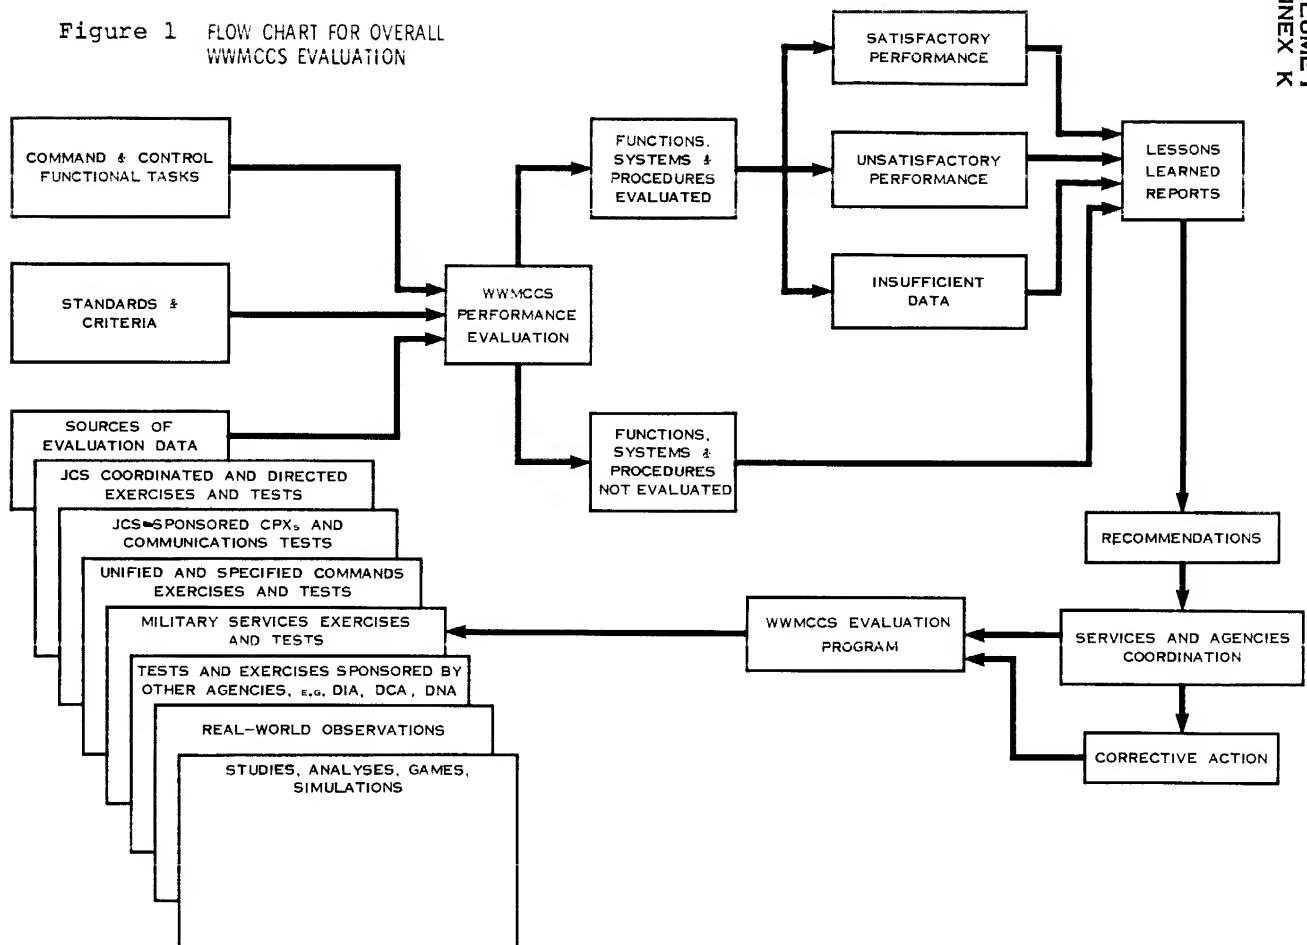 Figure 1 FLOW CHART FOR OVERALL
WWMCCS EVALUATION
ANNEX K
COMMAND & CONTROL
FUNCTIONAL TASKS
STANDARDS &
CRITERIA
SOURCES OF
EVALUATION DATA
JCS COORDINATED AND DIRECTED
EXERCISES AND TESTS
JCS-SPONSORED CPXs AND
COMMUNICATIONS TESTS
UNIFIED AND SPECIFIED COMMANDS
EXERCISES AND TESTS
MILITARY SERVICES EXERCISES
AND TESTS
TESTS AND EXERCISES SPONSORED BY
OTHER AGENCIES, E.G. DIA, DCA, DNA
REAL-WORLD OBSERVATIONS
STUDIES, ANALYSES, GAMES,
SIMULATIONS
WWMCCS
PERFORMANCE
EVALUATION
FUNCTIONS,
SYSTEMS &
PROCEDURES
EVALUATED
FUNCTIONS,
SYSTEMS &
PROCEDURES
NOT EVALUATED
SATISFACTORY
PERFORMANCE
UNSATISFACTORY
PERFORMANCE
INSUFFICIENT
DATA
LESSONS
LEARNED
REPORTS
RECOMMENDATIONS
SERVICES AND AGENCIES
COORDINATION
CORRECTIVE ACTION
WWMCCS EVALUATION
PROGRAM